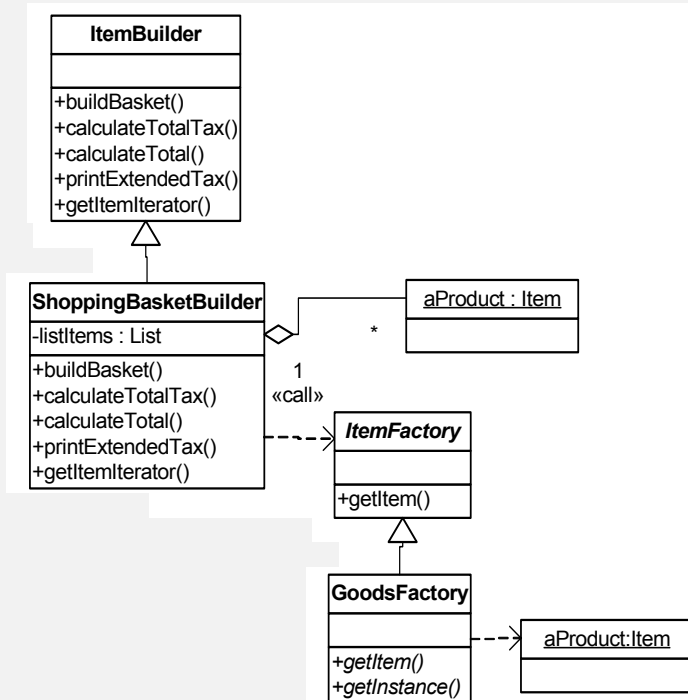 ItemBuilder
+buildBasket()
+calculateTotalTax()
+calculateTotal()
+printExtendedTax()
+getItemIterator()
ShoppingBasketBuilder
-listItems : List
+buildBasket()
+calculateTotalTax()
+calculateTotal()
+printExtendedTax()
+getItemIterator()
aProduct : Item
*
1
«call»
ItemFactory
+getItem()
GoodsFactory
+getItem()
+getInstance()
aProduct:Item